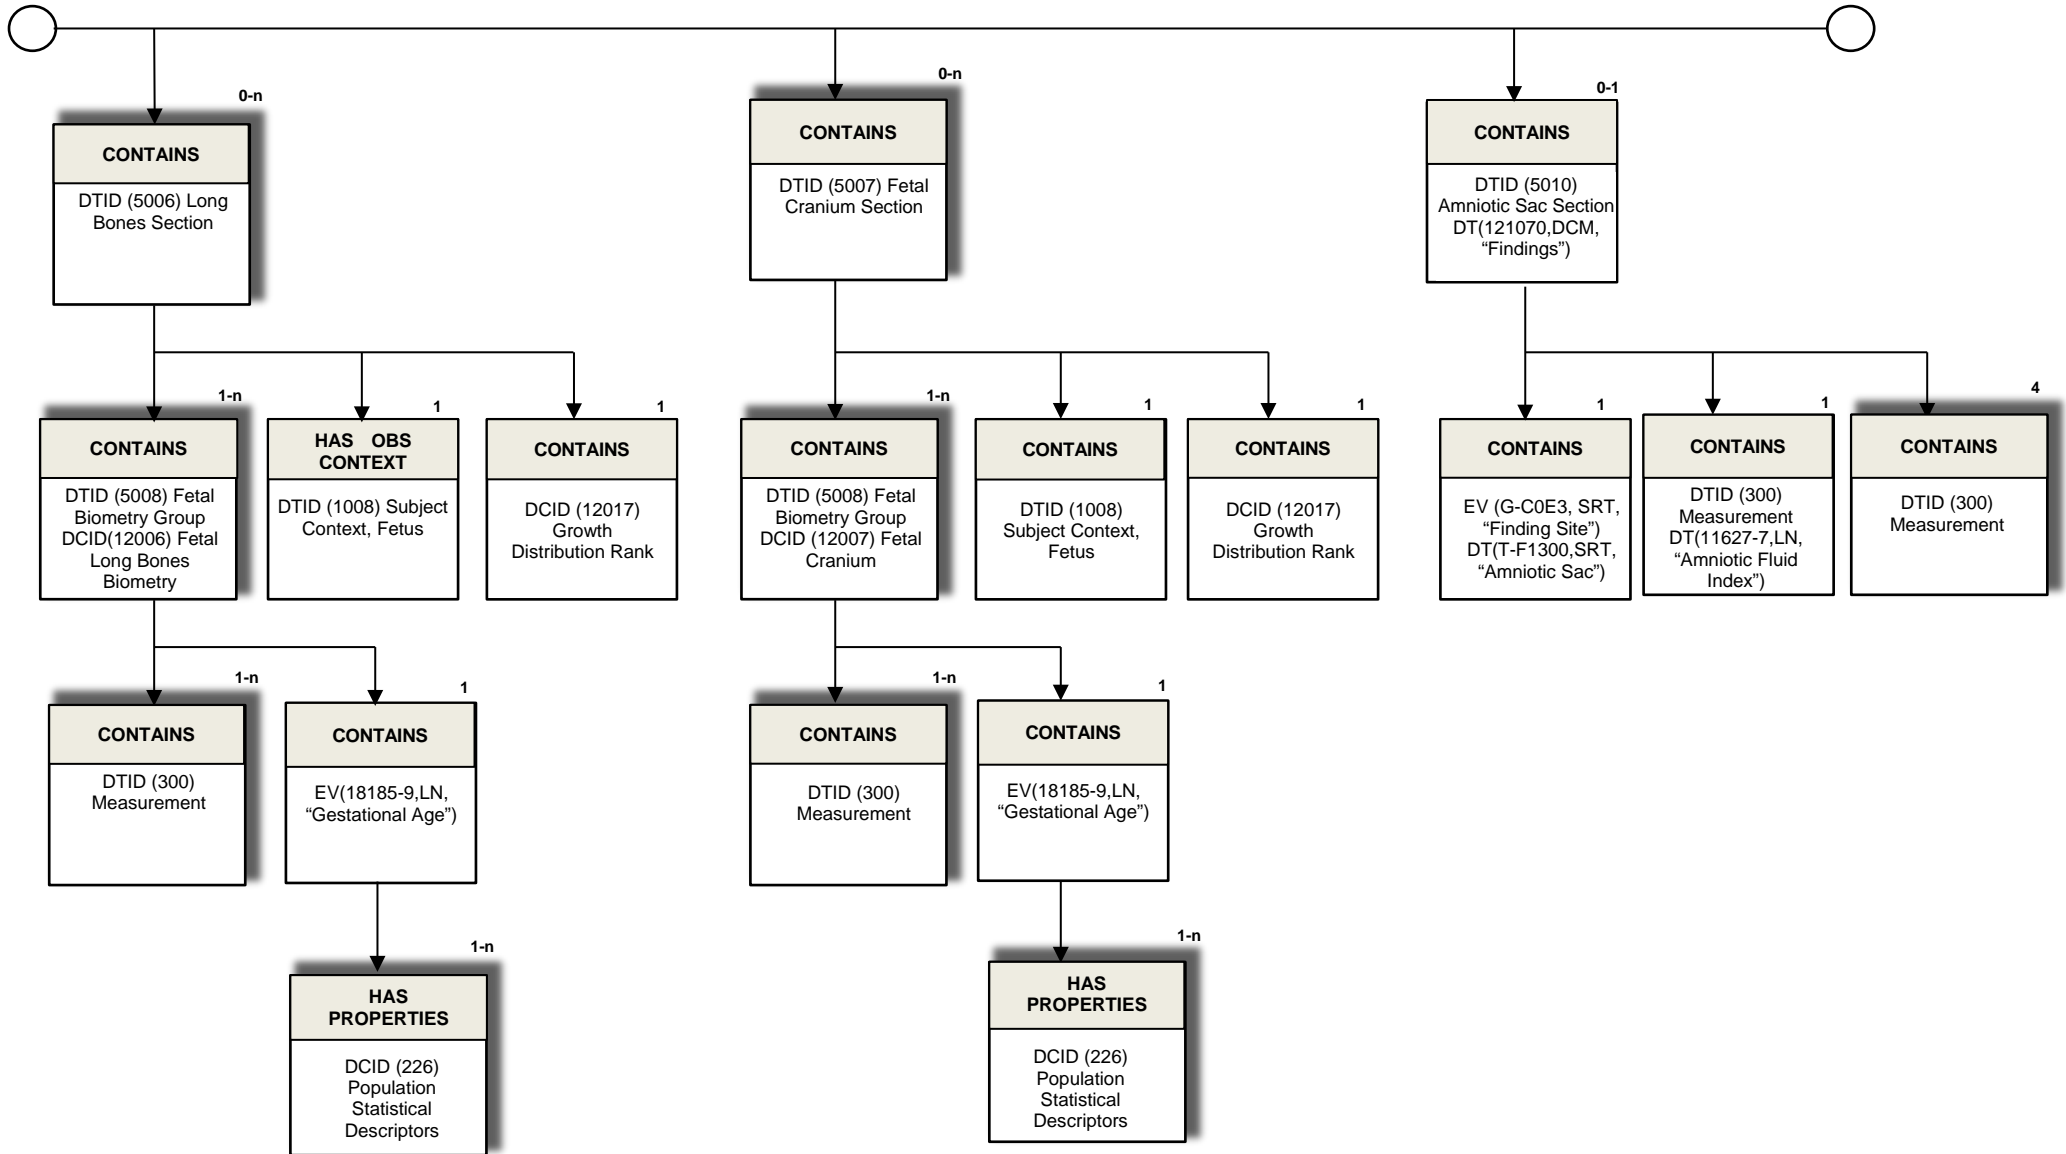 0-n
CONTAINS
DTID (5006) Long
Bones Section
0-n
CONTAINS
DTID (5007) Fetal
Cranium Section
0-1
CONTAINS
DTID (5010)
Amniotic Sac Section
DT(121070,DCM,
“Findings”)
1-n
CONTAINS
DTID (5008) Fetal
Biometry Group
DCID(12006) Fetal
Long Bones
Biometry
1
HAS OBS
CONTEXT
DTID (1008) Subject
Context, Fetus
1
CONTAINS
DCID (12017)
Growth
Distribution Rank
1-n
CONTAINS
DTID (5008) Fetal
Biometry Group
DCID (12007) Fetal
Cranium
1
CONTAINS
DTID (1008)
Subject Context,
Fetus
1
CONTAINS
DCID (12017)
Growth
Distribution Rank
1
CONTAINS
EV (G-C0E3, SRT,
“Finding Site”)
DT(T-F1300,SRT,
“Amniotic Sac”)
1
CONTAINS
DTID (300)
Measurement
DT(11627-7,LN,
“Amniotic Fluid
Index”)
4
CONTAINS
DTID (300)
Measurement
1-n
CONTAINS
DTID (300)
Measurement
1
CONTAINS
EV(18185-9,LN,
“Gestational Age”)
1-n
CONTAINS
DTID (300)
Measurement
1
CONTAINS
EV(18185-9,LN,
“Gestational Age”)
1-n
HAS
PROPERTIES
DCID (226)
Population
Statistical
Descriptors
1-n
HAS
PROPERTIES
DCID (226)
Population
Statistical
Descriptors